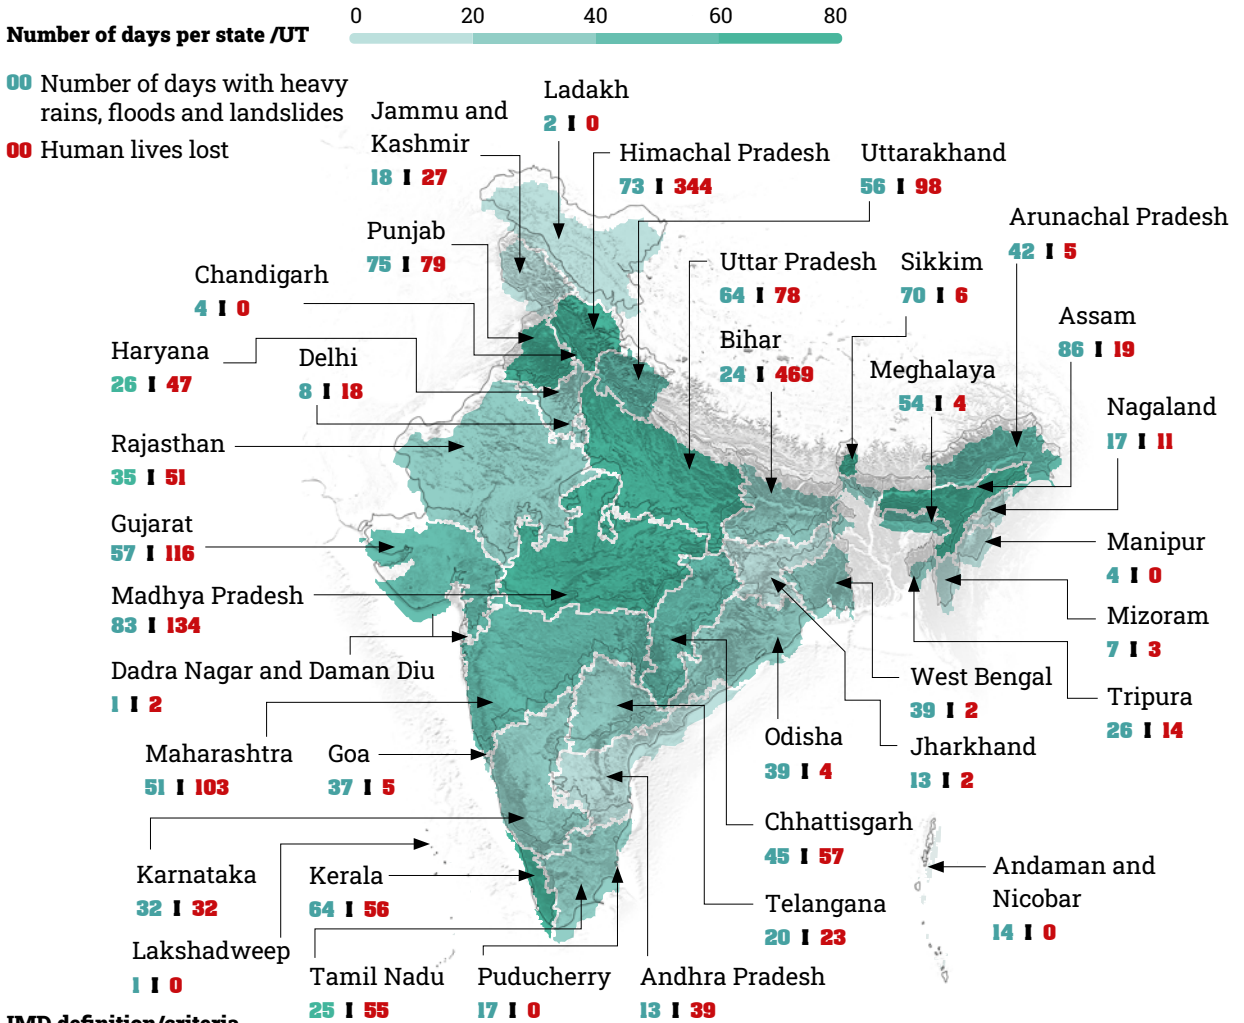 0 20 40 80
Number of days per state /UT
00 Number of days with heavy
rains, floods and landslides
00 Human lives lost
Ladakh
2 I 0
Jammu and
Kashmir
18 I 27
Himachal Pradesh
73 I 344
Uttarakhand
56 I 98
Arunachal Pradesh
42 I 5
Punjab
75 I 79
Chandigarh
4 I 0
Uttar Pradesh
64 I 78
Sikkim
70 I 6
Assam
86 I 19
Haryana
26 I 47
Delhi
8 I 18
Bihar
24 I 469
Meghalaya
54 I 4
Nagaland
17 I 11
Rajasthan
35 I 51
Gujarat
57 I 116
Manipur
4 I 0
Madhya Pradesh
83 I 134
Mizoram
7 I 3
Dadra Nagar and Daman Diu
1 I 2
West Bengal
39 I 2
Tripura
26 I 14
Maharashtra
51 I 103
Goa
37 I 5
Odisha
39 I 4
Jharkhand
13 I 2
Chhattisgarh
45 I 57
Karnataka
32 I 32
Kerala
64 I 56
Telangana
20 I 23
Andaman and
Nicobar
14 I 0
Lakshadweep
1 I 0
Tamil Nadu
25 I 55
Puducherry
17 I 0
Andhra Pradesh
13 I 39
IMD definition/criteria